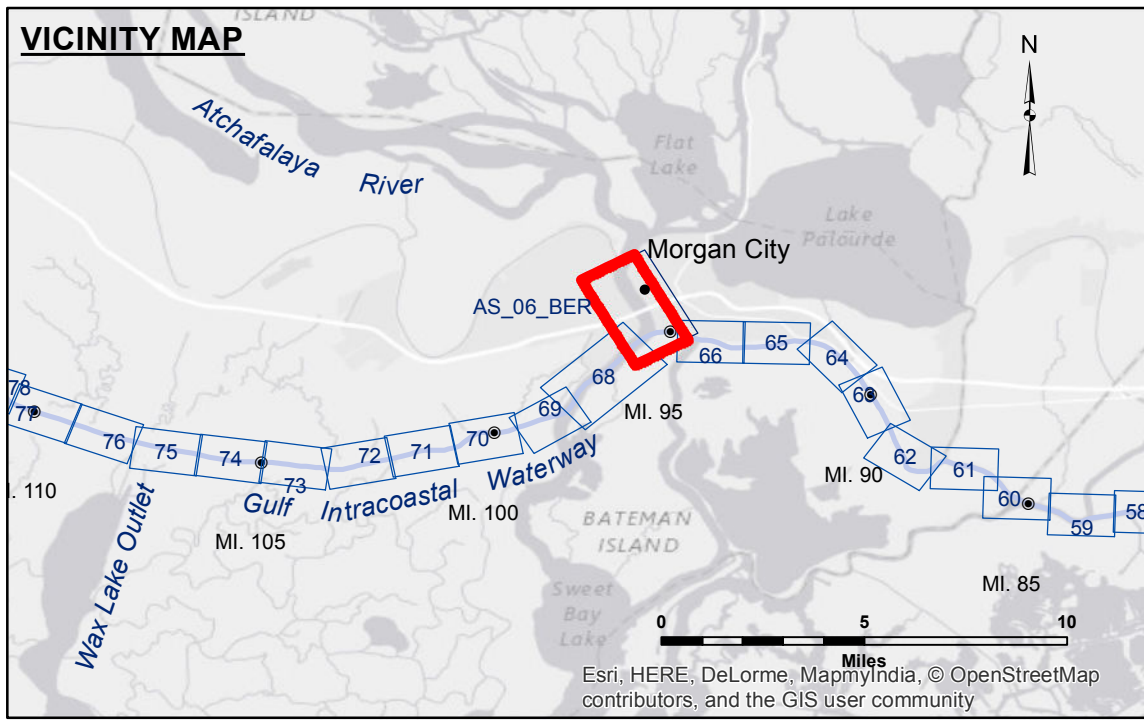 VICINITY MAP
ISLAND
N
Atchafalaya River
Flat
Lake
Lake
Palourde
Morgan City
AS_06_BER
66
65
64
68
63
MI. 95
69
78
77
70
76
75
74
72
71
73
62
61
MI. 90
Gulf Intracoastal Waterway
60
59
58
MI. 110
MI. 100
MI. 105
BATEMAN
ISLAND
Wax Lake Outlet
Sweet
Bay
Lake
MI. 85
0 5 10
Miles
Esri, HERE, DeLorme, MapmyIndia, © OpenStreetMap
contributors, and the GIS user community